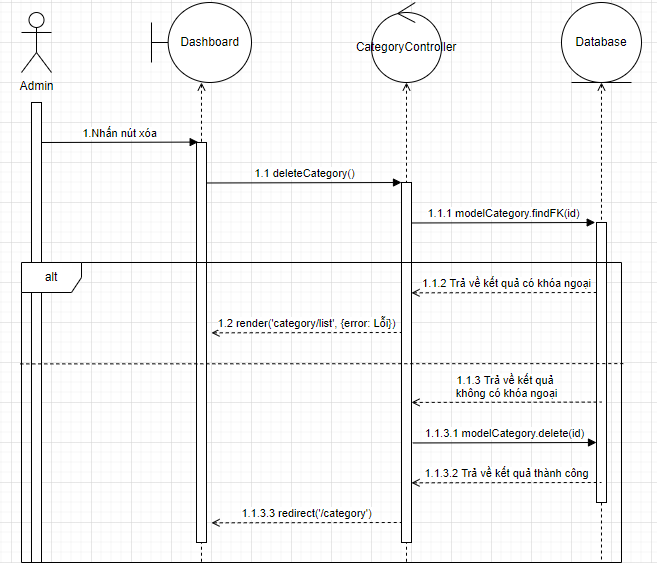 Dashboard
CategoryController
Database
Admin
1.Nhấn nút xóa
1.1 deleteCategory()
1.1.1 modelCategory.findFK(id)
alt
1.1.2 Trả về kết quả có khóa ngoại
1.2 render('category/list', {error: Lỗi})
1.1.3 Trả về kết quả
không có khóa ngoại
1.1.3.1 modelCategory.delete(id)
1.1.3.2 Trả về kết quả thành công
1.1.3.3 redirect('/category')